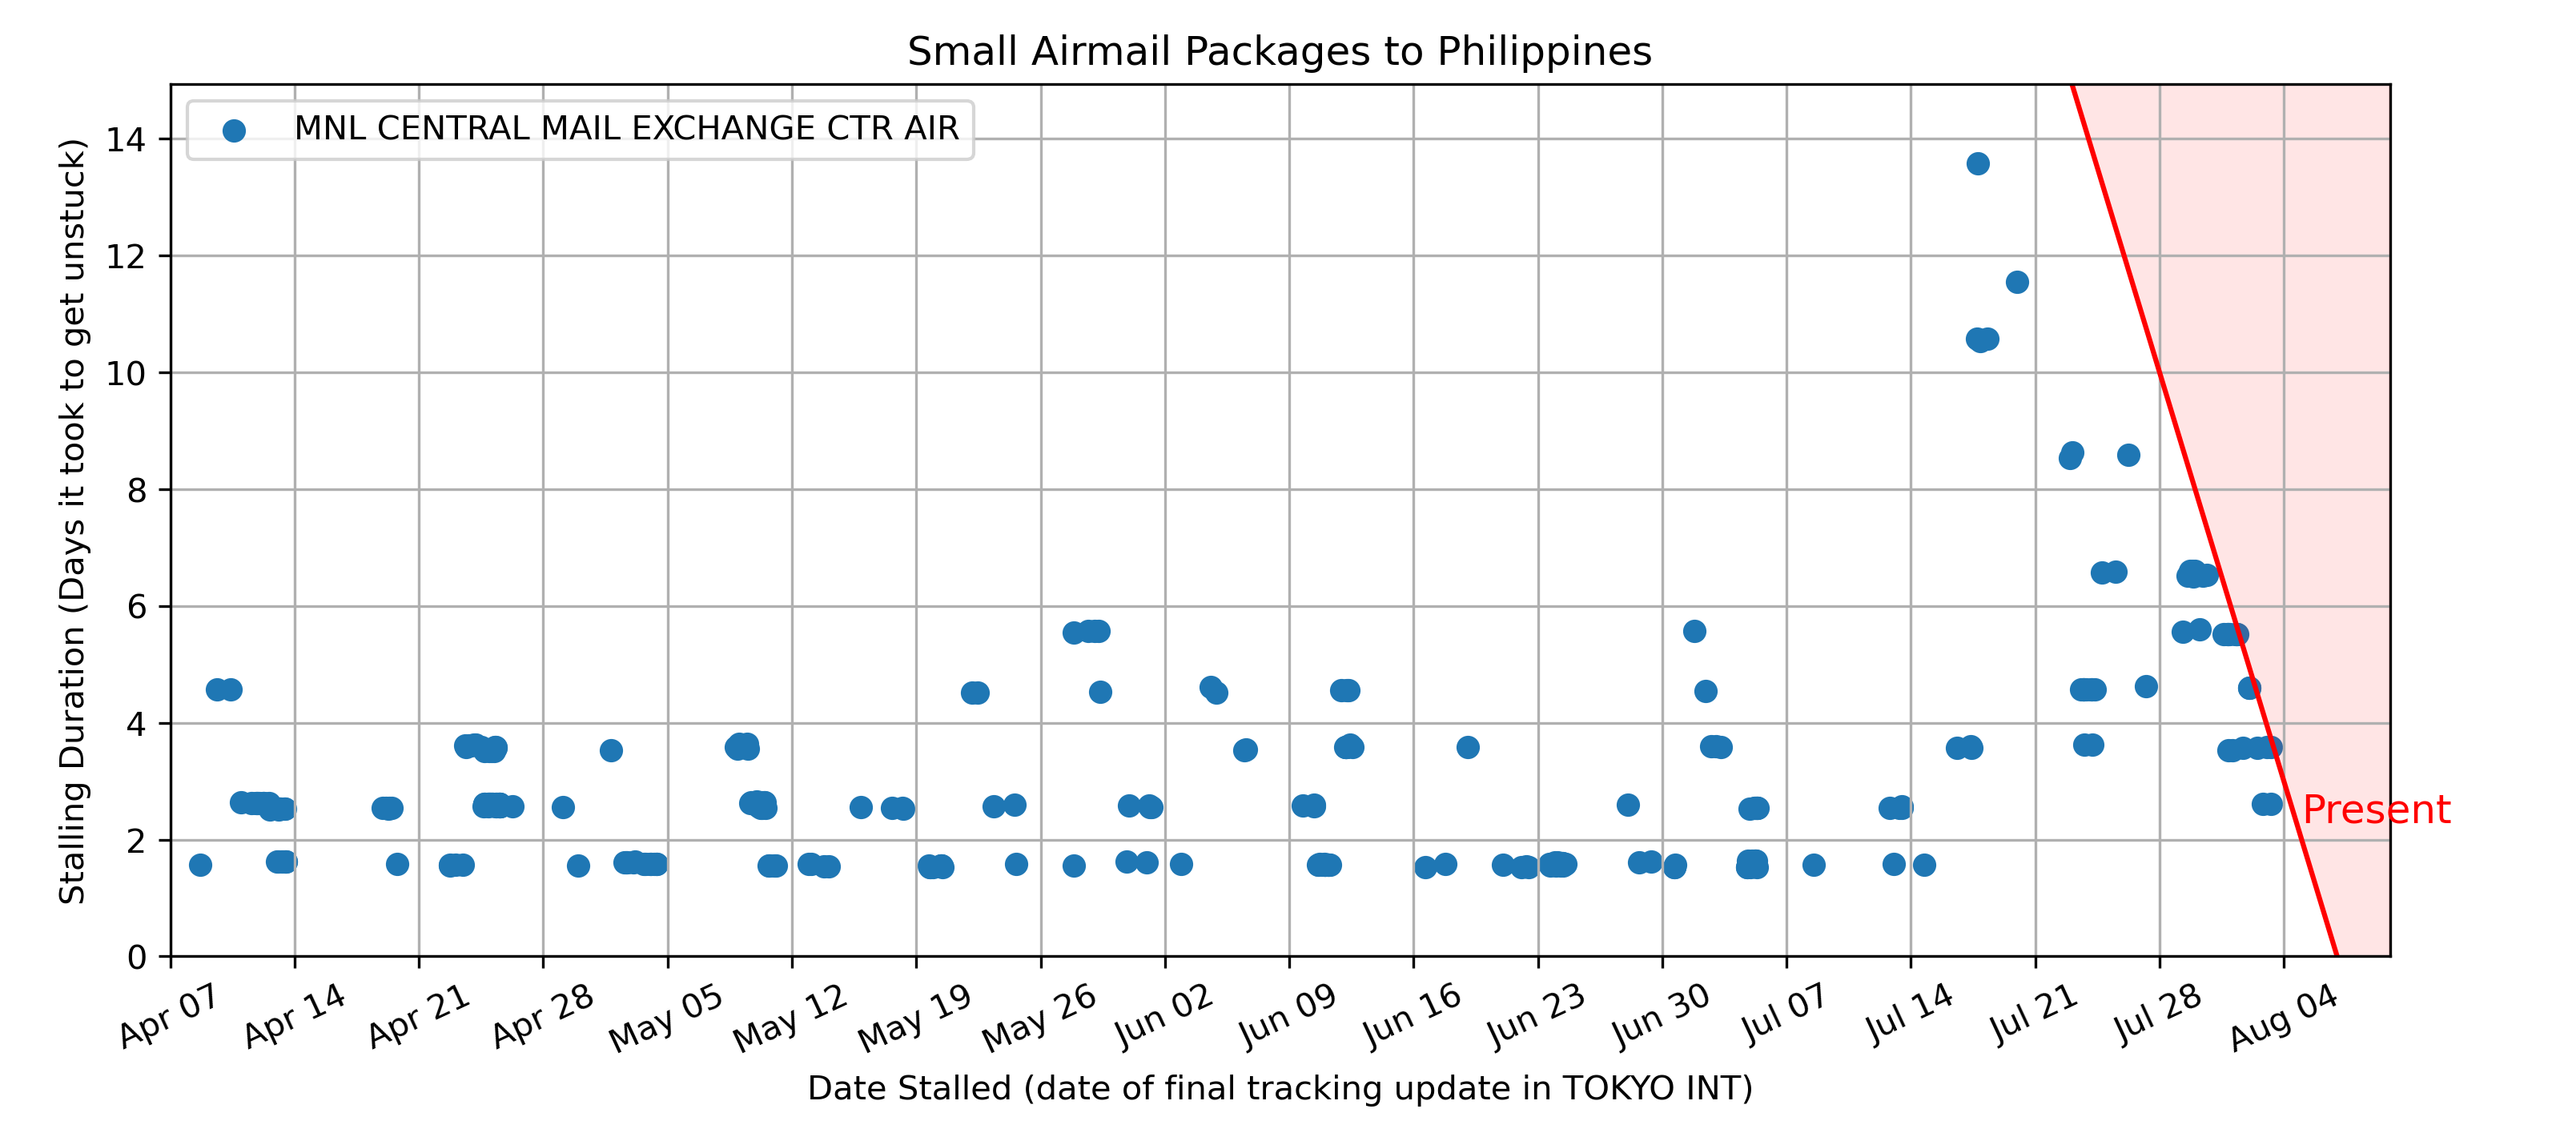 Small Airmail Packages to Philippines
MNL CENTRAL MAIL EXCHANGE CTR AIR
Stalling Duration (Days it took to get unstuck)
14
12
10
8
6
4
2
0
Present
Apr 07 Apr 14 Apr 21 Apr 28 May 05 May 12 May 19 May 26 Jun 02 Jun 09 Jun 16 Jun 23 Jun 30 Jul 07 Jul 14 Jul 21 Jul 28 Aug 04
Date Stalled (date of final tracking update in TOKYO INT)